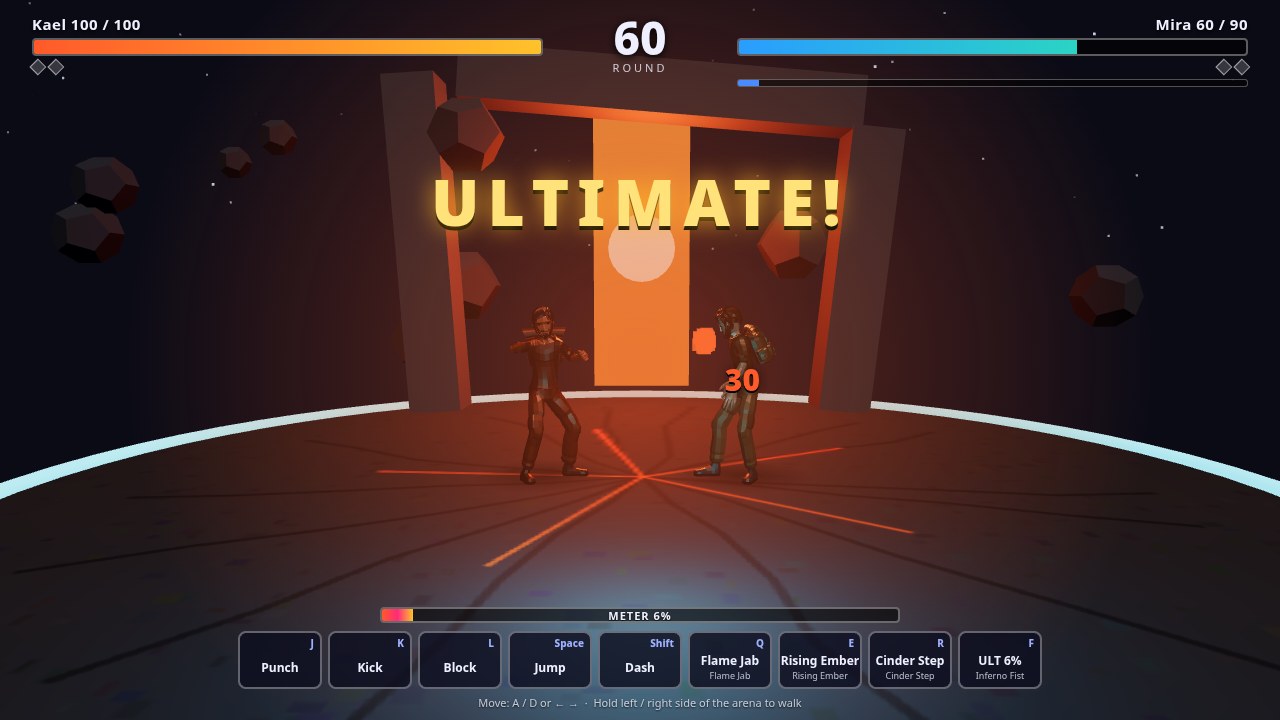 Kael 100 / 100
60
ROUND
Mira 60 / 90
ULTIMATE!
30
METER 6%
J
Punch
K
Kick
L
Block
Space
Jump
Shift
Dash
Q
Flame Jab
Flame Jab
E
Rising Ember
Rising Ember
R
Cinder Step
Cinder Step
F
ULT 6%
Inferno Fist
Move: A / D or ← → · Hold left / right side of the arena to walk